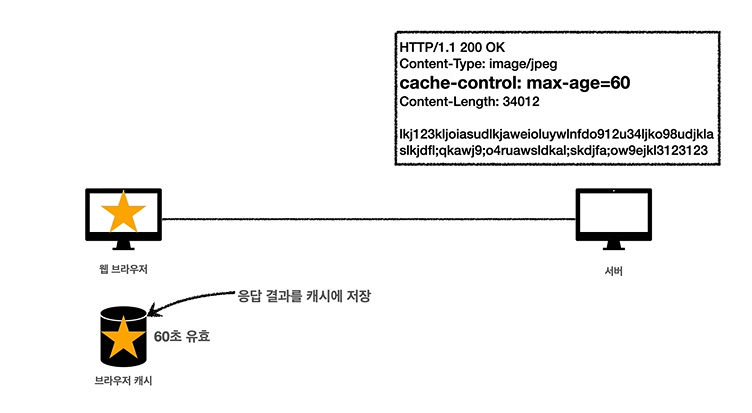 HTTP/1.1 200 OK
Content-Type: image/jpeg
cache-control: max-age=60
Content-Length: 34012
lkj123kljoiasudlkjaweioluywlnfdo912u34ljko98udjkla
slkjdfl;qkawj9;o4ruawsldkal;skdjfa;ow9ejkl3123123
웹 브라우저
서버
응답 결과를 캐시에 저장
60초 유효
브라우저 캐시